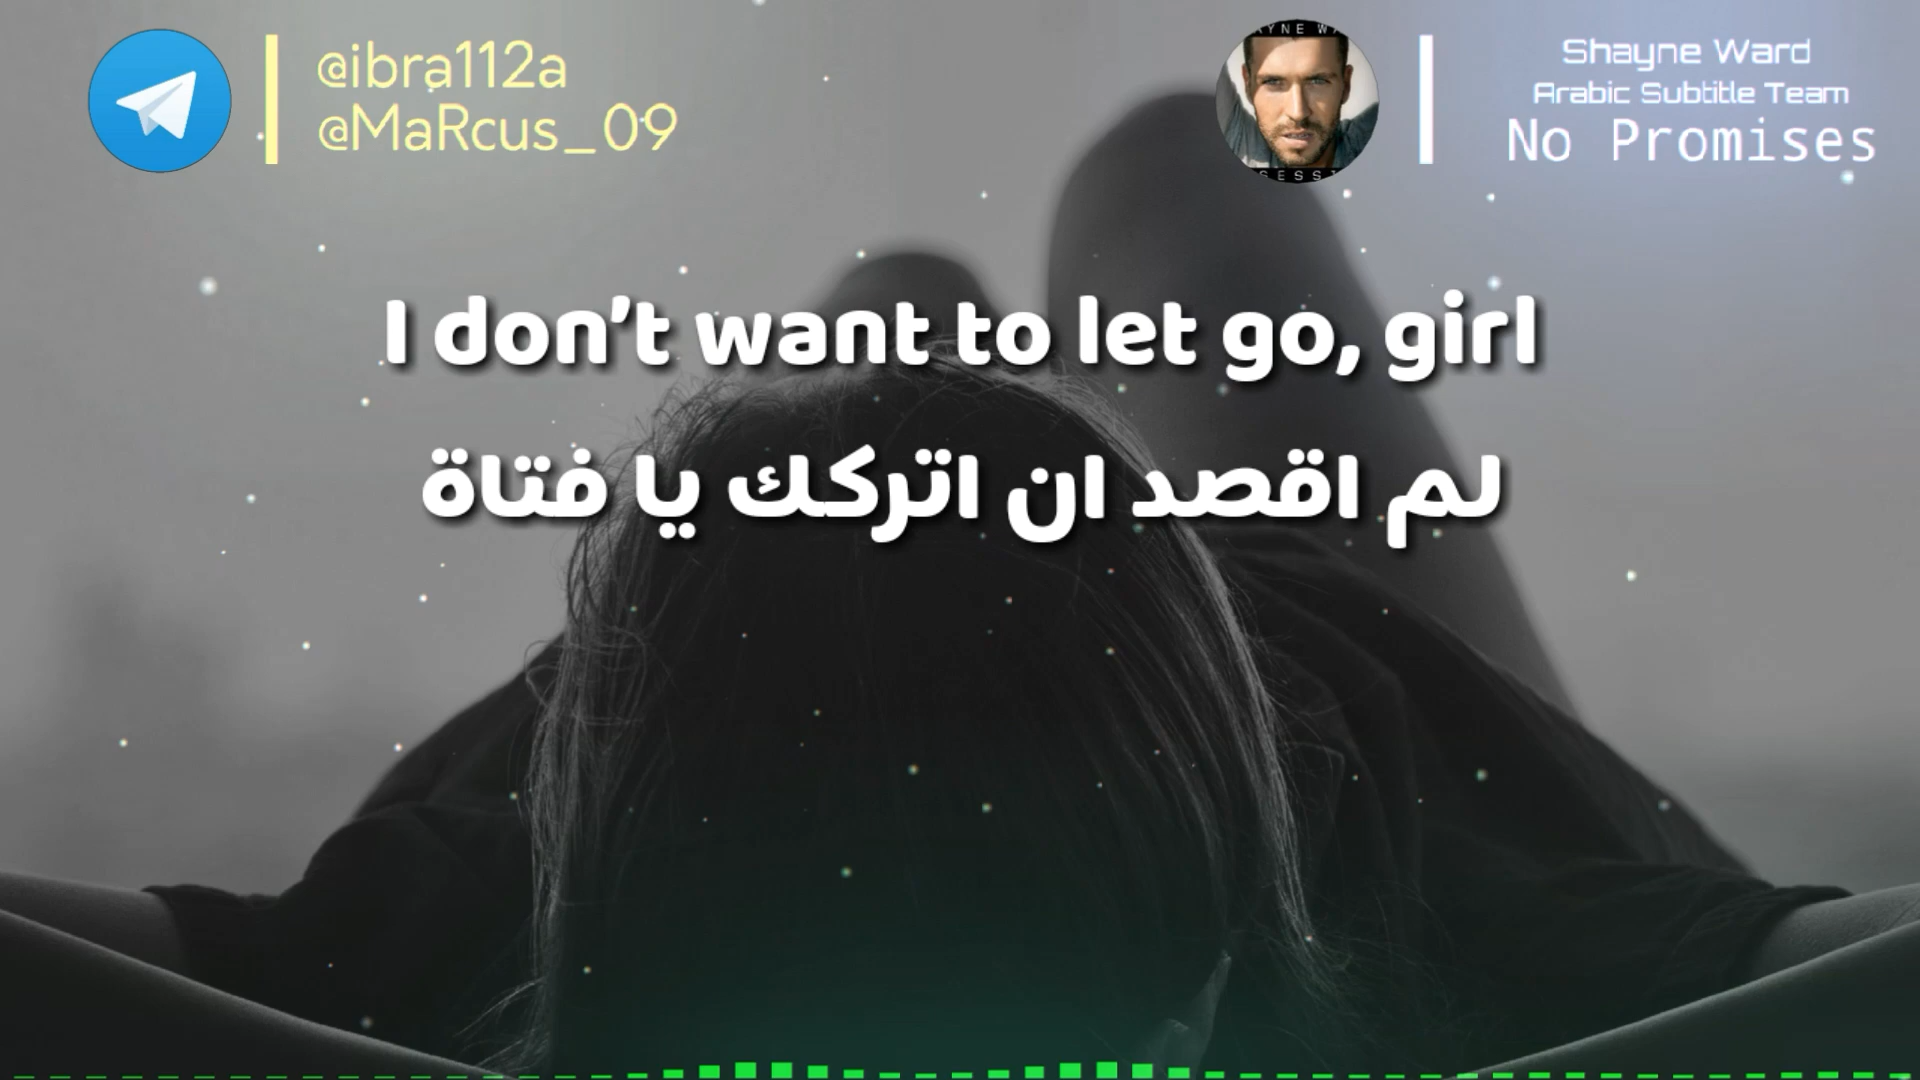 @ibra112a
@MaRcus_09
Shayne Ward
Arabic Subtitle Team
No Promises
I don't want to let go, girl
لم اقصد ان اتركك يا فتاة